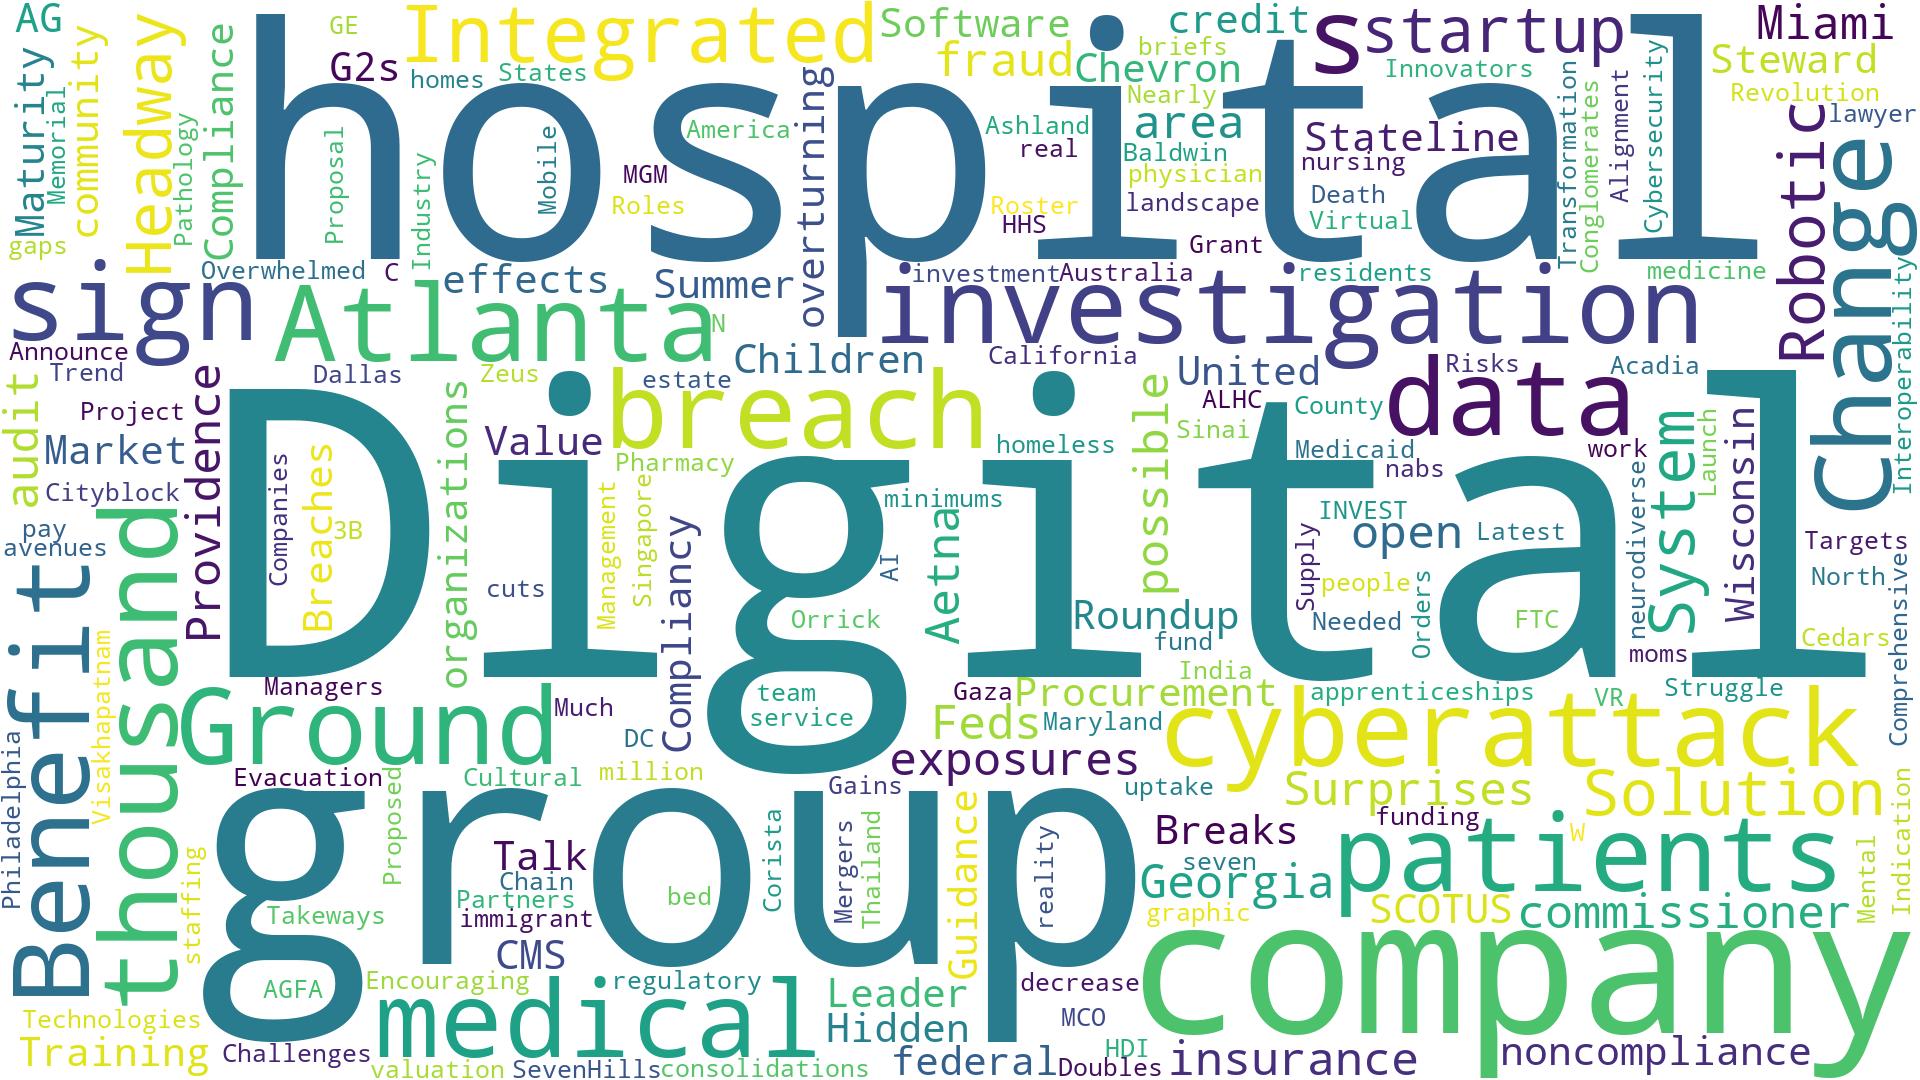 hospital
Digital
group
company
AG
GE
G2s
homes
States
Integrated
Software
fraud
credit
briefs
Chevron
Nearly
area
s
startup
Innovators
Miami
Steward
Revolution
lawyer
Maturity
Memorial
community
Headway
Pathology
Compliance
gaps
Proposal
Industry
Mobile
MGM
Roles
America
overturning
Ashland
real
Roster
HHS
Baldwin
physician
landscape
Grant
Stateline
nursing
Death
Virtual
Transformation
Conglomerates
Alignment
Cybersecurity
Robotic
Change
Interoperability
Overwhelmed
C
effects
Summer
investment
Australia
residents
medicine
sign
Atlanta
N
investigation
Announce
Trend
Dallas
Zeus
Children
estate
California
United
Risks
Acadia
audit
Project
Market
Cityblock
Providence
organizations
Value
breach
Pharmacy
homeless
possible
Sinai
ALHC
County
Medicaid
nabs
data
work
System
Launch
Wisconsin
pay
avenues
Companies
Breaches
3B
cuts
Management
Singapore
Compliancy
minimums
Aetna
AI
Orrick
INVEST
open
Latest
Supply
people
Needed
Orders
FTC
neurodiverse
moms
Targets
North
Cedars
Comprehensive
Benefit
thousand
Visakhapatnam
Philadelphia
Roundup
fund
India
Managers
Ground
Much
team
service
DC
Gaza
Procurement
Feds
Maryland
apprenticeships
VR
Struggle
cyberattack
exposures
Evacuation
Cultural
million
Gains
uptake
Surprises
Solution
Proposed
staffing
Takeways
Talk
Chain
Partners
immigrant
CMS
bed
Corista
Mergers
Thailand
Guidance
reality
Breaks
seven
Georgia
graphic
funding
W
patients
SCOTUS
commissioner
Mental
Indication
AGFA
Encouraging
regulatory
medical
Leader
Hidden
decrease
MCO
HDI
Technologies
Training
Challenges
valuation
SevenHills
consolidations
federal
Doubles
insurance
noncompliance